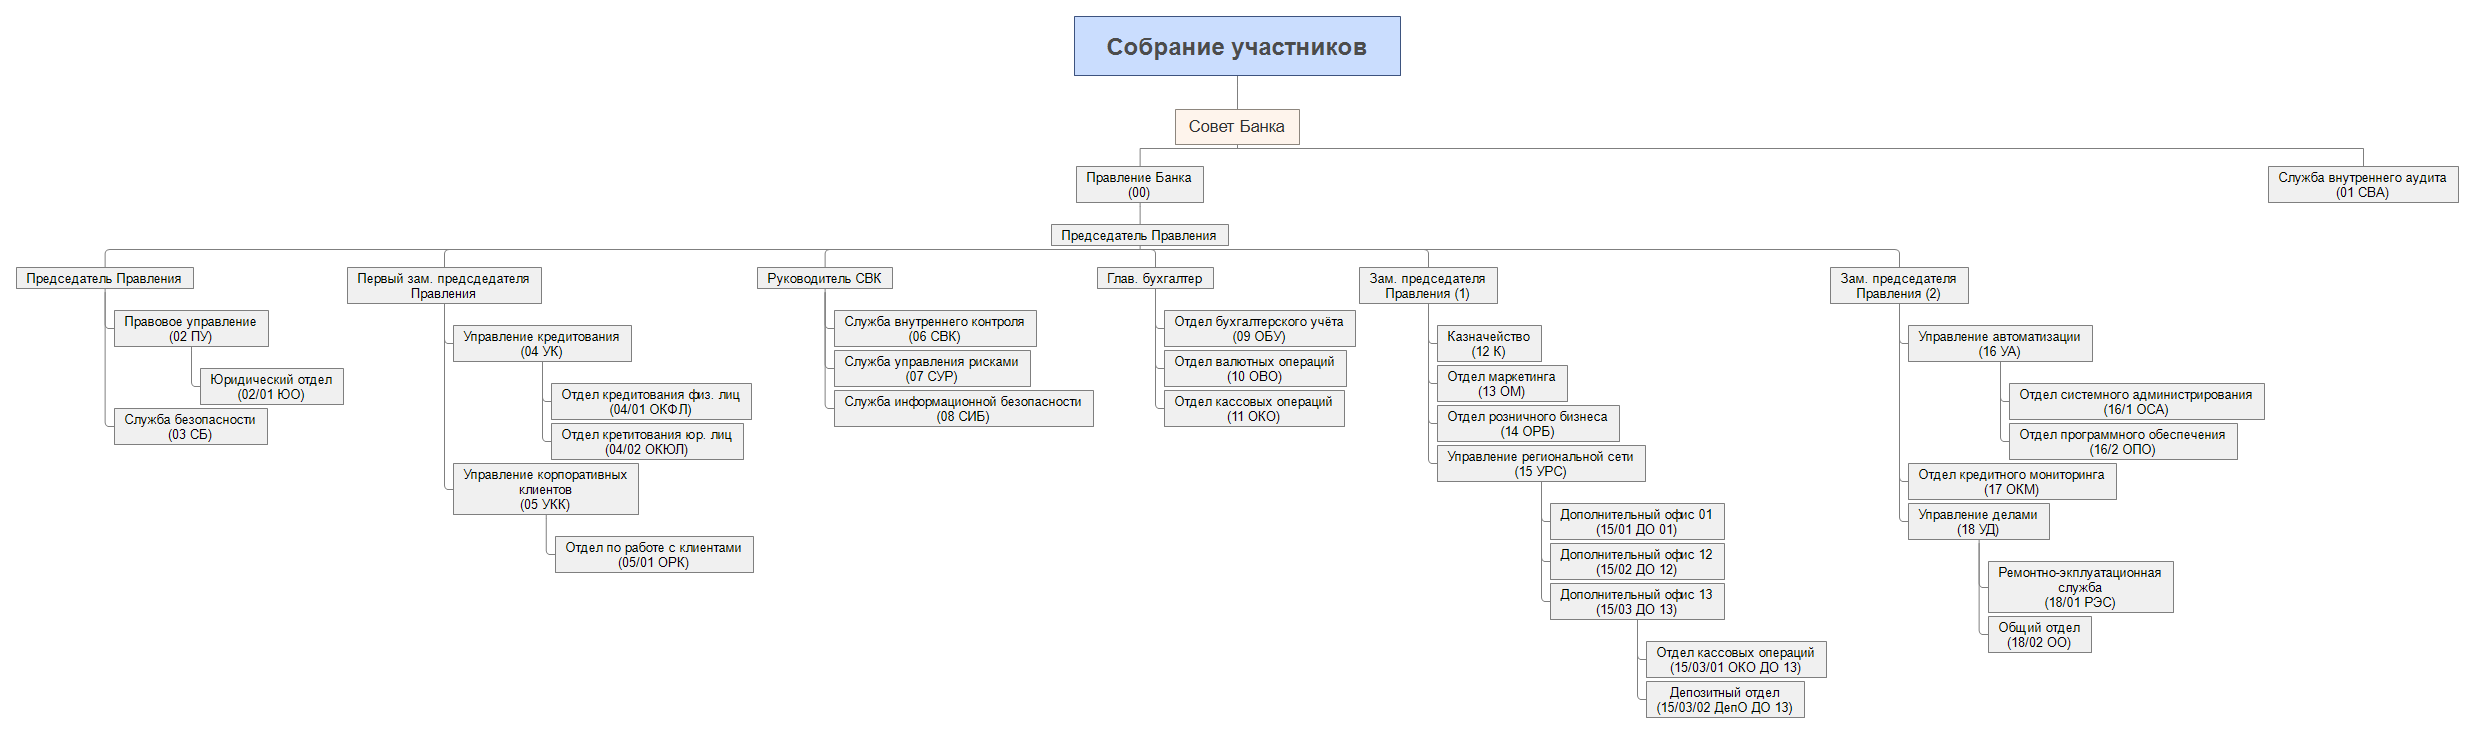 Собрание участников
Совет Банка
Правление Банка
(00)
Служба внутреннего аудита
(01 СВА)
Председатель Правления
Председатель Правления
Правовое управление
(02 ПУ)
Юридический отдел
(02/01 ЮО)
Служба безопасности
(03 СБ)
Первый зам. предсдедателя
Правления
Управление кредитования
(04 УК)
Отдел кредитования физ. лиц
(04/01 ОКФЛ)
Отдел кретитования юр. лиц
(04/02 ОКЮЛ)
Управление корпоративных
клиентов
(05 УКК)
Отдел по работе с клиентами
(05/01 ОРК)
Руководитель СВК
Служба внутреннего контроля
(06 СВК)
Служба управления рисками
(07 СУР)
Служба информационной безопасности
(08 СИБ)
Глав. бухгалтер
Отдел бухгалтерского учёта
(09 ОБУ)
Отдел валютных операций
(10 ОВО)
Отдел кассовых операций
(11 ОКО)
Зам. председателя
Правления (1)
Казначейство
(12 К)
Отдел маркетинга
(13 ОМ)
Отдел розничного бизнеса
(14 ОРБ)
Управление региональной сети
(15 УРС)
Дополнительный офис 01
(15/01 ДО 01)
Дополнительный офис 12
(15/02 ДО 12)
Дополнительный офис 13
(15/03 ДО 13)
Отдел кассовых операций
(15/03/01 ОКО ДО 13)
Депозитный отдел
(15/03/02 ДепО ДО 13)
Зам. председателя
Правления (2)
Управление автоматизации
(16 УА)
Отдел системного администрирования
(16/1 ОСА)
Отдел программного обеспечения
(16/2 ОПО)
Отдел кредитного мониторинга
(17 ОКМ)
Управление делами
(18 УД)
Ремонтно-экплуатационная
служба
(18/01 РЭС)
Общий отдел
(18/02 ОО)